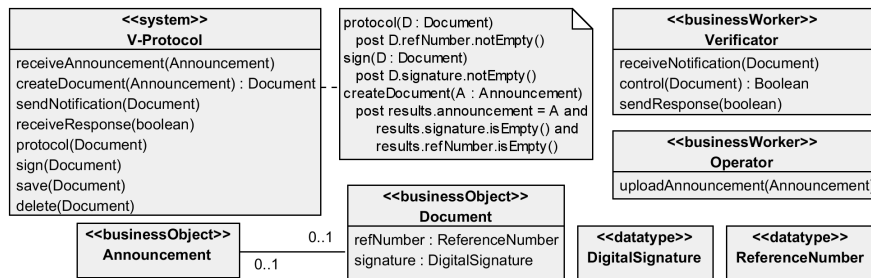 <<system>>
V-Protocol
receiveAnnouncement(Announcement)
createDocument(Announcement) : Document
sendNotification(Document)
receiveResponse(boolean)
protocol(Document)
sign(Document)
save(Document)
delete(Document)
protocol(D : Document)
post D.refNumber.notEmpty()
sign(D : Document)
post D.signature.notEmpty()
createDocument(A : Announcement)
post results.announcement = A and
results.signature.isEmpty() and
results.refNumber.isEmpty()
<<businessWorker>>
Verificator
receiveNotification(Document)
control(Document) : Boolean
sendResponse(boolean)
<<businessWorker>>
Operator
uploadAnnouncement(Announcement)
<<businessObject>>
Announcement
0..1
0..1
<<businessObject>>
Document
refNumber : ReferenceNumber
signature : DigitalSignature
<<datatype>>
DigitalSignature
<<datatype>>
ReferenceNumber